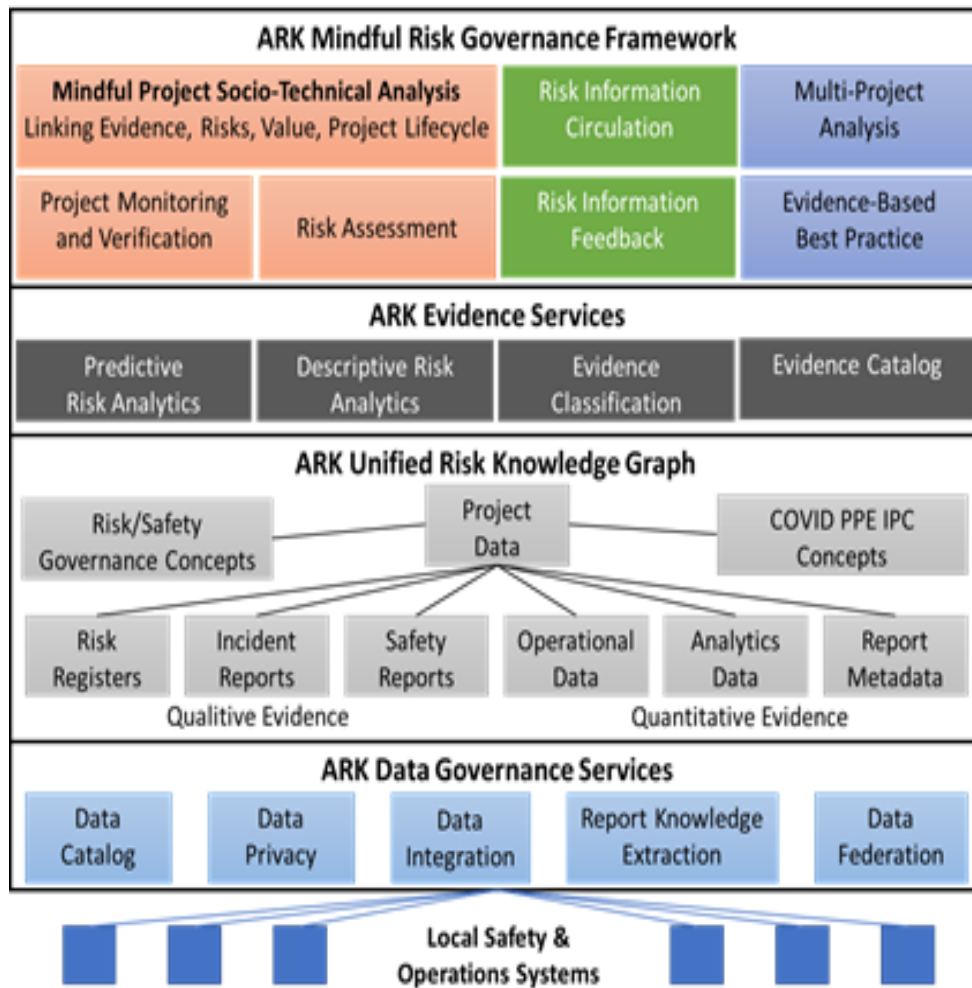 ARK Mindful Risk Governance Framework
Mindful Project Socio-Technical Analysis
Linking Evidence, Risks, Value, Project Lifecycle
Risk Information
Circulation
Multi-Project
Analysis
Project Monitoring
and Verification
Risk Assessment
Risk Information
Feedback
Evidence-Based
Best Practice
ARK Evidence Services
Predictive
Risk Analytics
Descriptive Risk
Analytics
Evidence
Classification
Evidence Catalog
ARK Unified Risk Knowledge Graph
Risk/Safety
Governance Concepts
Project
Data
COVID PPE IPC
Concepts
Risk
Registers
Incident
Reports
Safety
Reports
Operational
Data
Analytics
Data
Report
Metadata
Qualitive Evidence
Quantitative Evidence
ARK Data Governance Services
Data
Catalog
Data
Privacy
Data
Integration
Report Knowledge
Extraction
Data
Federation
Local Safety &
Operations Systems